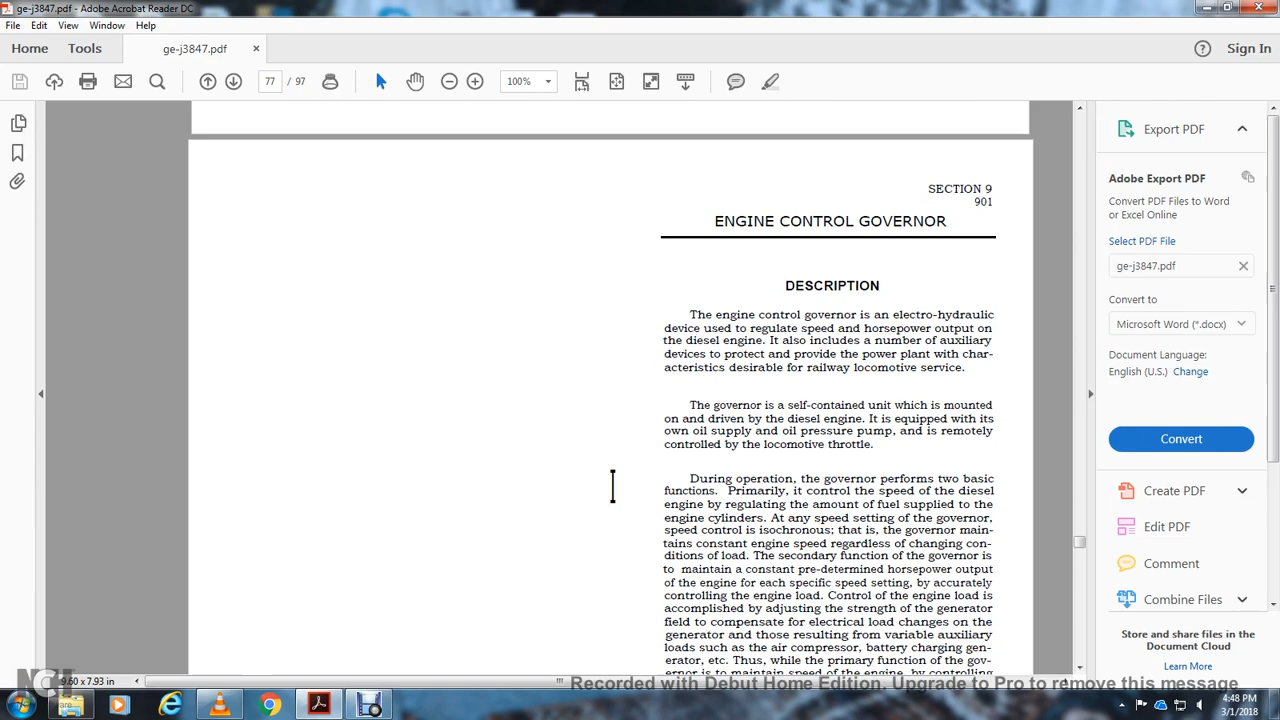 ge-j3847.pdf - Adobe Acrobat Reader DC
File Edit View Window Help
Home Tools ge-j3847.pdf × Sign In
77 / 97 100%
SECTION 9
901
ENGINE CONTROL GOVERNOR
DESCRIPTION
The engine control governor is an electro-hydraulic
device used to regulate speed and horsepower output on
the diesel engine. It also includes a number of auxiliary
devices to protect and provide the power plant with char-
acteristics desirable for railway locomotive service.
The governor is a self-contained unit which is mounted
on and driven by the diesel engine. It is equipped with its
own oil supply and oil pressure pump, and is remotely
controlled by the locomotive throttle.
During operation, the governor performs two basic
functions. Primarily, it control the speed of the diesel
engine by regulating the amount of fuel supplied to the
engine cylinders. At any speed setting of the governor,
speed control is isochronous; that is, the governor main-
tains constant engine speed regardless of changing con-
ditions of load. The secondary function of the governor is
to maintain a constant pre-determined horsepower output
of the engine for each specific speed setting, by accurately
controlling the engine load. Control of the engine load is
accomplished by adjusting the strength of the generator
field to compensate for electrical load changes on the
generator and those resulting from variable auxiliary
loads such as the air compressor, battery charging gen-
erator, etc. Thus, while the primary function of the gov-
ernor is to maintain speed of the engine, by controlling
Export PDF
Adobe Export PDF
Convert PDF Files to Word
or Excel Online
Select PDF File
ge-j3847.pdf
Convert to
Microsoft Word (*.docx)
Document Language:
English (U.S.) Change
Convert
Create PDF
Edit PDF
Comment
Combine Files
Store and share files in the
Document Cloud
Learn More
9.60 x 7.93 in
Recorded with Debut Home Edition. Upgrade to Pro to remove this message
NCH
4:48 PM
3/1/2018